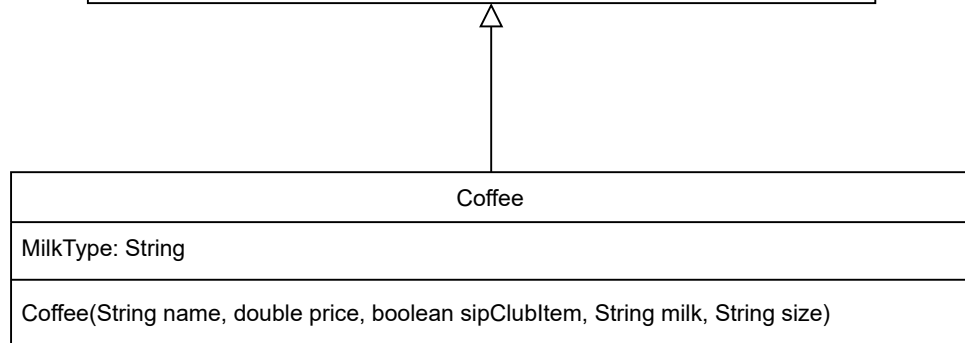 Coffee
MilkType: String
Coffee(String name, double price, boolean sipClubItem, String milk, String size)